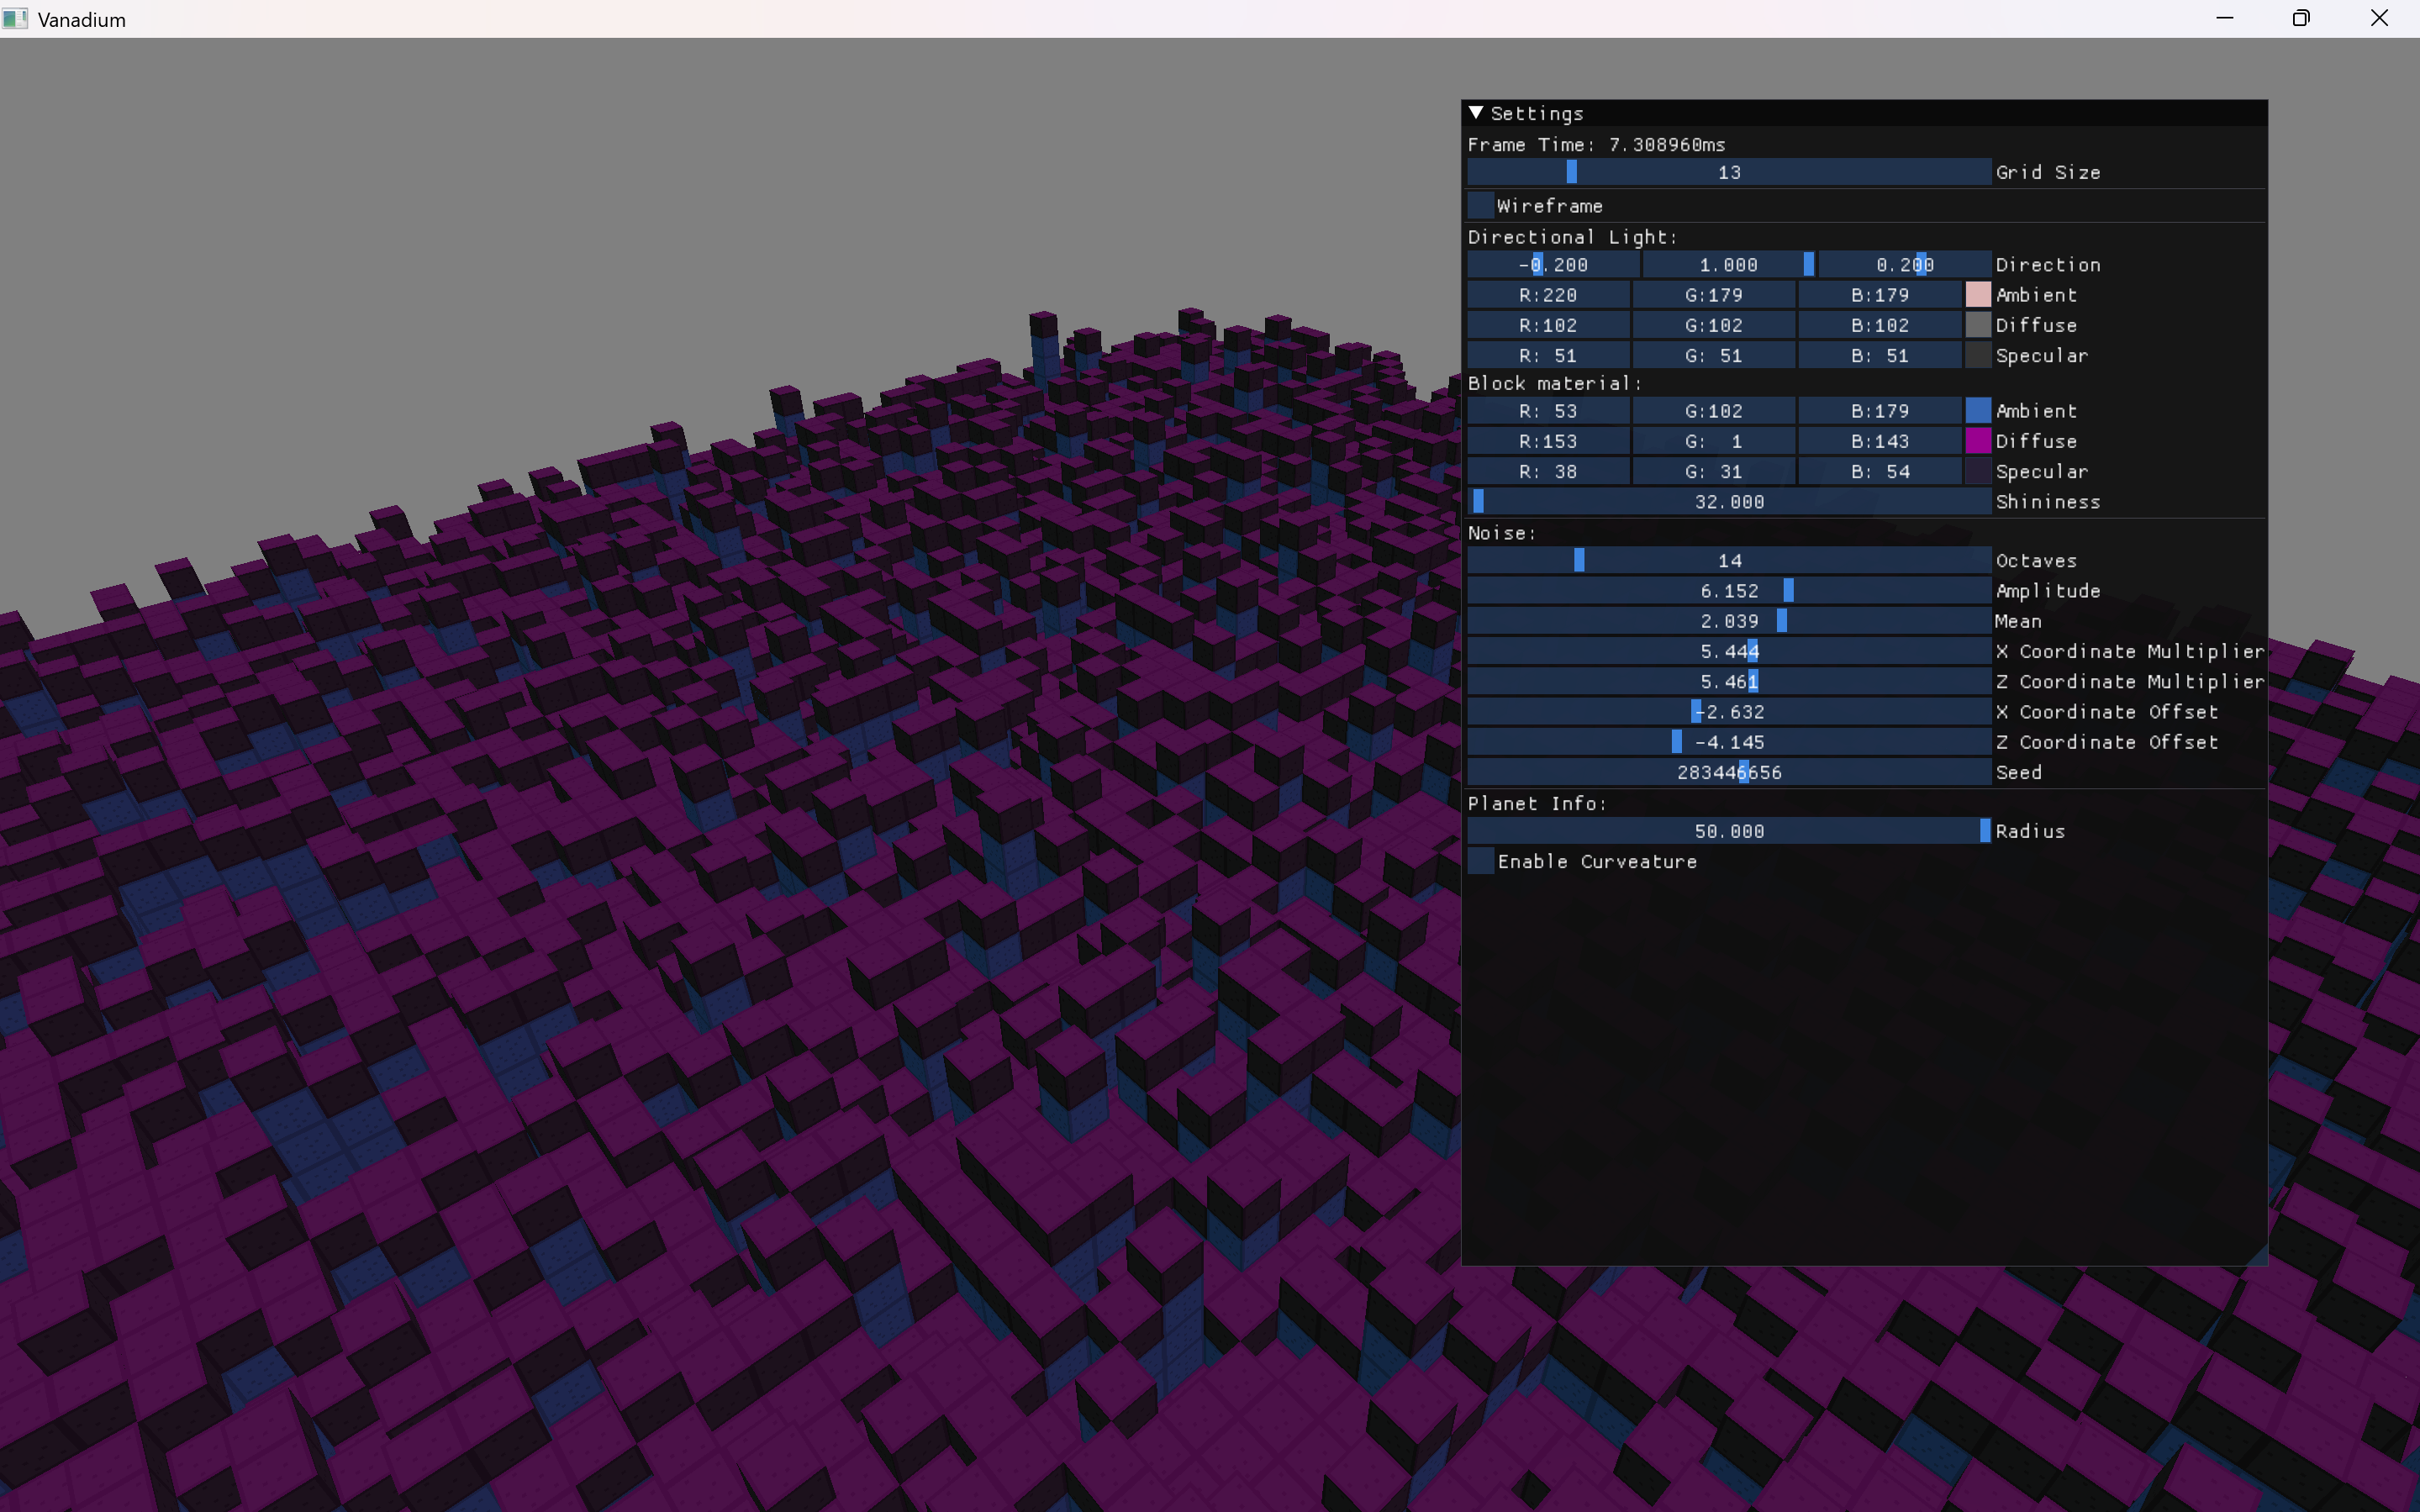 Vanadium
Settings
Frame Time: 7.308960ms
13 Grid Size
Wireframe
Directional Light:
-0.200 1.000 0.200 Direction
R:220 G:179 B:179 Ambient
R:102 G:102 B:102 Diffuse
R: 51 G: 51 B: 51 Specular
Block material:
R: 53 G:102 B:179 Ambient
R:153 G: 1 B:143 Diffuse
R: 38 G: 31 B: 54 Specular
32.000 Shininess
Noise:
14 Octaves
6.152 Amplitude
2.039 Mean
5.444 X Coordinate Multiplier
5.461 Z Coordinate Multiplier
-2.632 X Coordinate Offset
-4.145 Z Coordinate Offset
283446656 Seed
Planet Info:
50.000 Radius
Enable Curveature